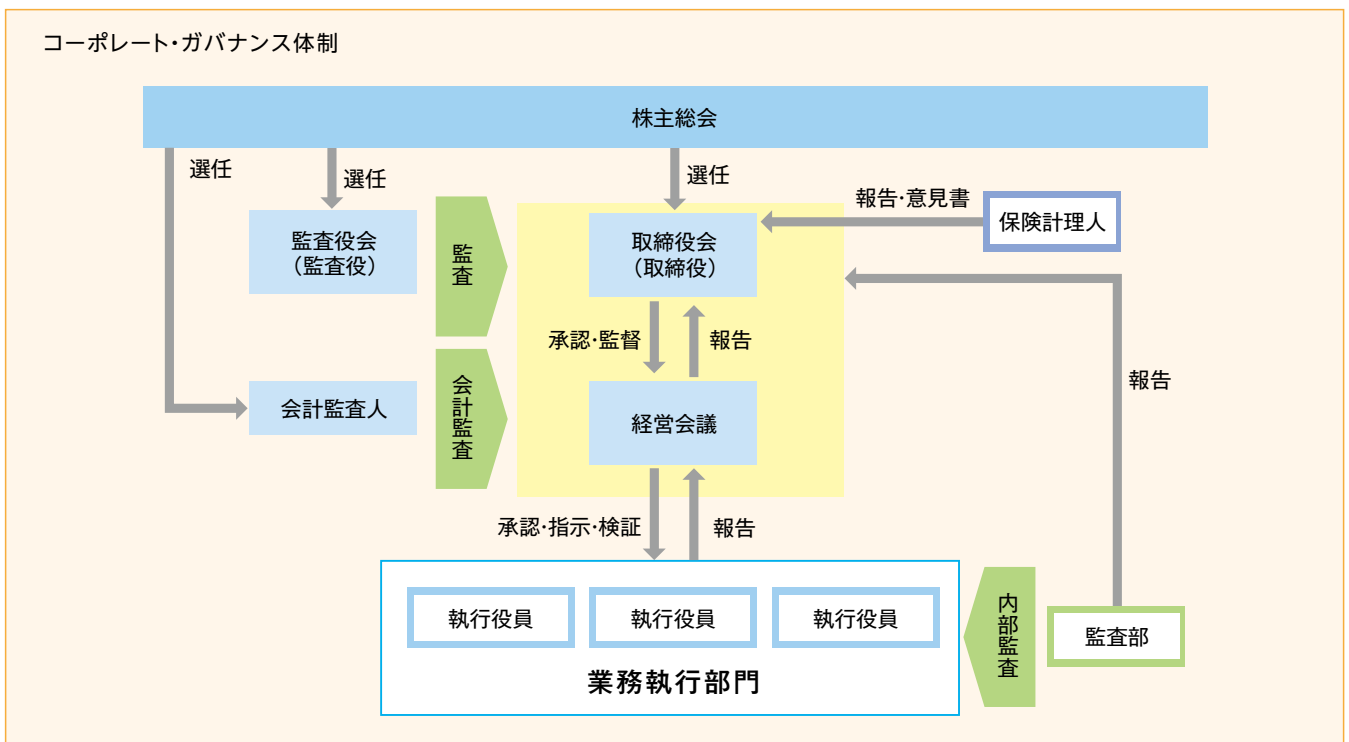 コーポレート・ガバナンス体制
株主総会
選任
選任
選任
報告・意見書
保険計理人
監査役会
（監査役）
監査
取締役会
（取締役）
承認・監督
報告
報告
会計監査人
会計監査
経営会議
承認・指示・検証
報告
執行役員
執行役員
執行役員
業務執行部門
内部監査
監査部